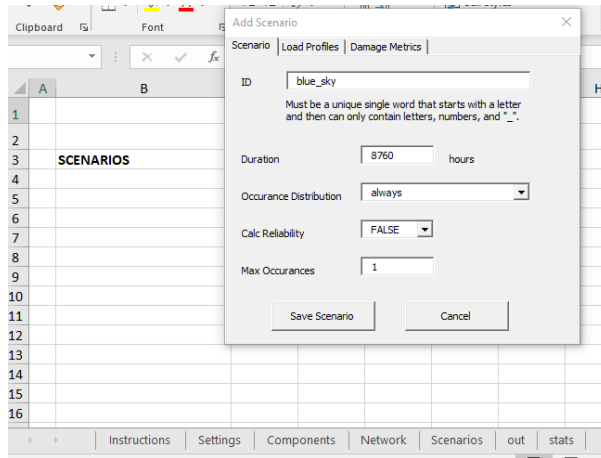 Clipboard Font
Add Scenario
Scenario Load Profiles Damage Metrics
fx
A B H
ID blue_sky
Must be a unique single word that starts with a letter
and then can only contain letters, numbers, and "_".
1
2
3 SCENARIOS
Duration 8760 hours
4
5
Occurance Distribution always
6
7
Calc Reliability FALSE
8
9
Max Occurances 1
10
11
Save Scenario Cancel
12
13
14
15
16
Instructions Settings Components Network Scenarios out stats